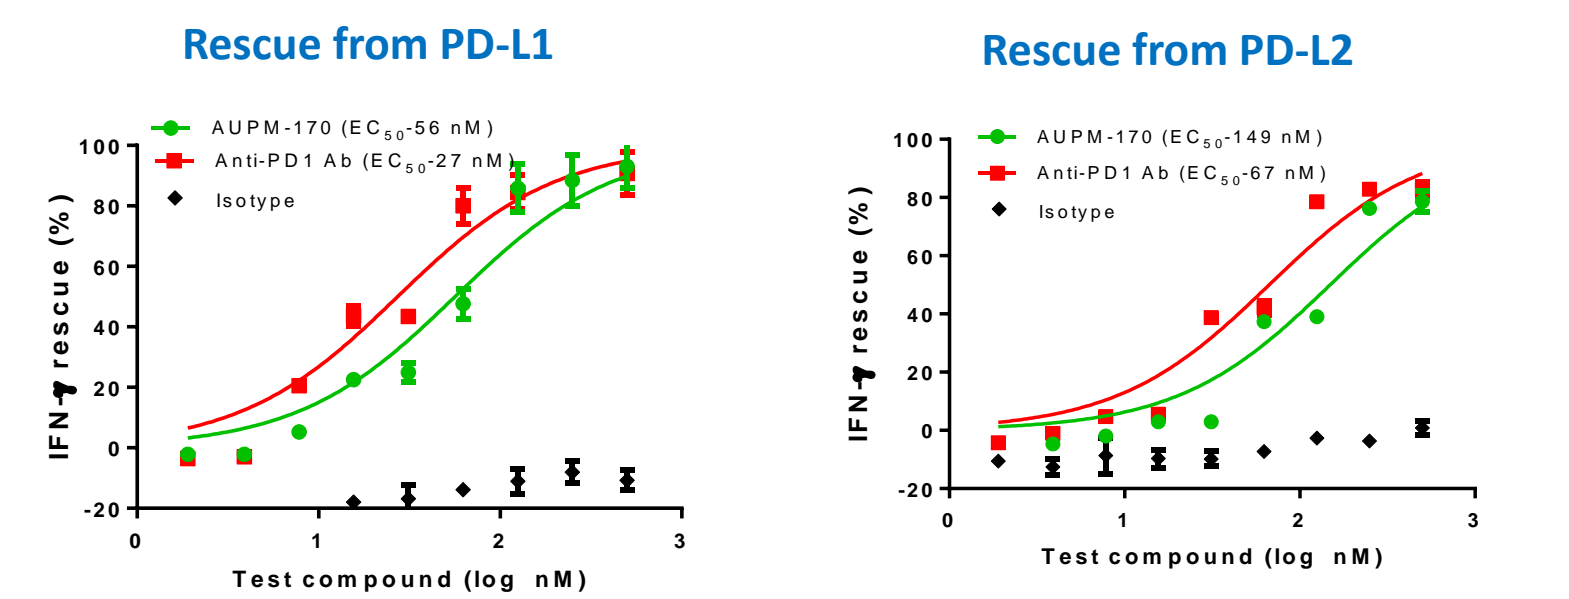 Rescue from PD-L1
AUPM-170 (EC50-56 nM)
Anti-PD1 Ab (EC50-27 nM)
Isotype
IFN-γ rescue (%)
100
80
60
40
20
0
-20
0 1 2 3
Test compound (log nM)
Rescue from PD-L2
AUPM-170 (EC50-149 nM)
Anti-PD1 Ab (EC50-67 nM)
Isotype
IFN-γ rescue (%)
100
80
60
40
20
0
-20
0 1 2 3
Test compound (log nM)